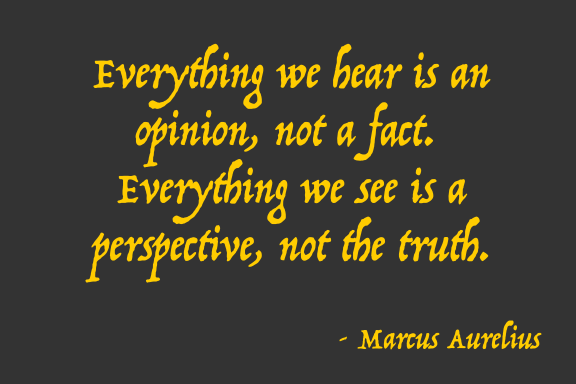 Everything we hear is an
opinion, not a fact.
Everything we see is a
perspective, not the truth.
- Marcus Aurelius